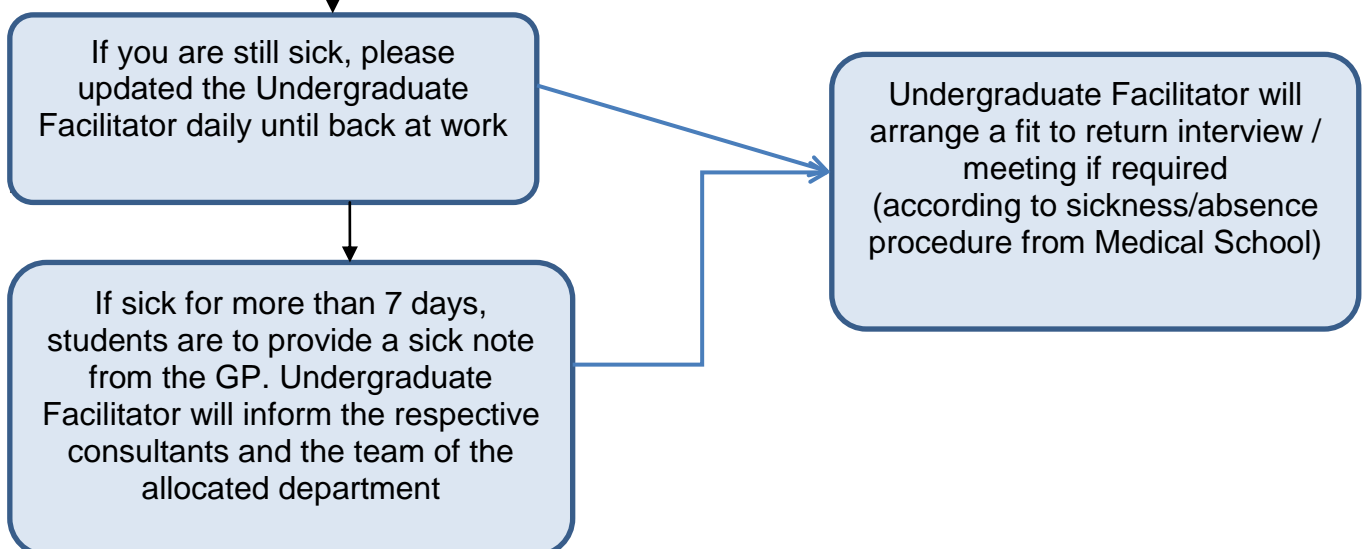 If you are still sick, please
updated the Undergraduate
Facilitator daily until back at work
Undergraduate Facilitator will
arrange a fit to return interview /
meeting if required
(according to sickness/absence
procedure from Medical School)
If sick for more than 7 days,
students are to provide a sick note
from the GP. Undergraduate
Facilitator will inform the respective
consultants and the team of the
allocated department